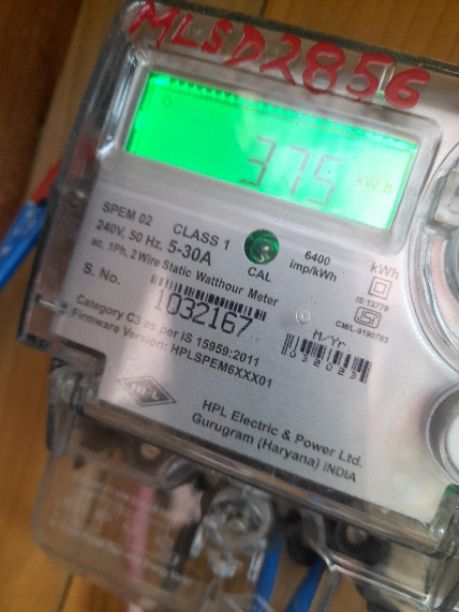 MLSD2856
375 kWh
SPEM 02 CLASS 1
240V, 50 Hz, 5-30A
ac, 1Ph, 2 Wire Static Watthour Meter
CAL
6400
imp/kWh
kWh
IS:13779
CM/L-9190783
S. No.
1032167
M/Yr
Category C3 as per IS 15959:2011
Firmware Version: HPLSPEM6XXX01
HPL
HPL Electric & Power Ltd.
Gurugram (Haryana) INDIA